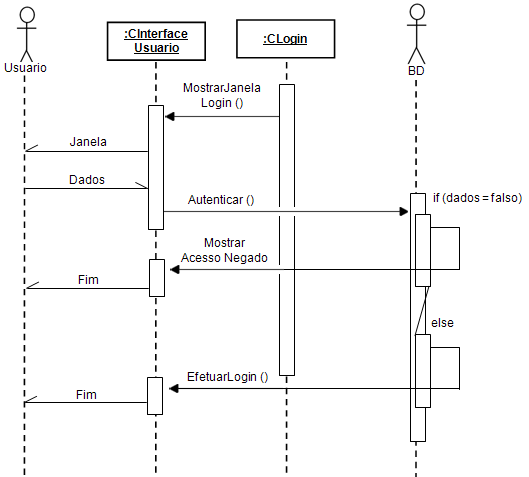 :CInterface
Usuario
:CLogin
Usuario
BD
MostrarJanela
Login ()
Janela
Dados
Autenticar ()
if (dados = falso)
Mostrar
Acesso Negado
Fim
else
EfetuarLogin ()
Fim